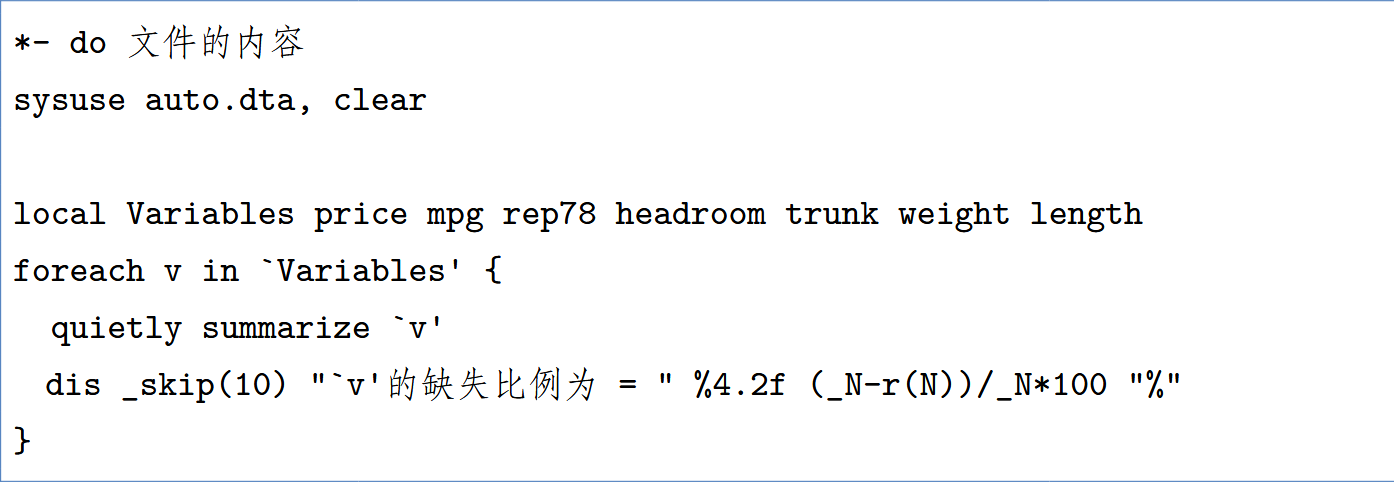 *- do 文件的内容
sysuse auto.dta, clear
local Variables price mpg rep78 headroom trunk weight length
foreach v in `Variables' {
quietly summarize `v'
dis _skip(10) "`v'的缺失比例为 = " %4.2f (_N-r(N))/_N*100 "%"
}